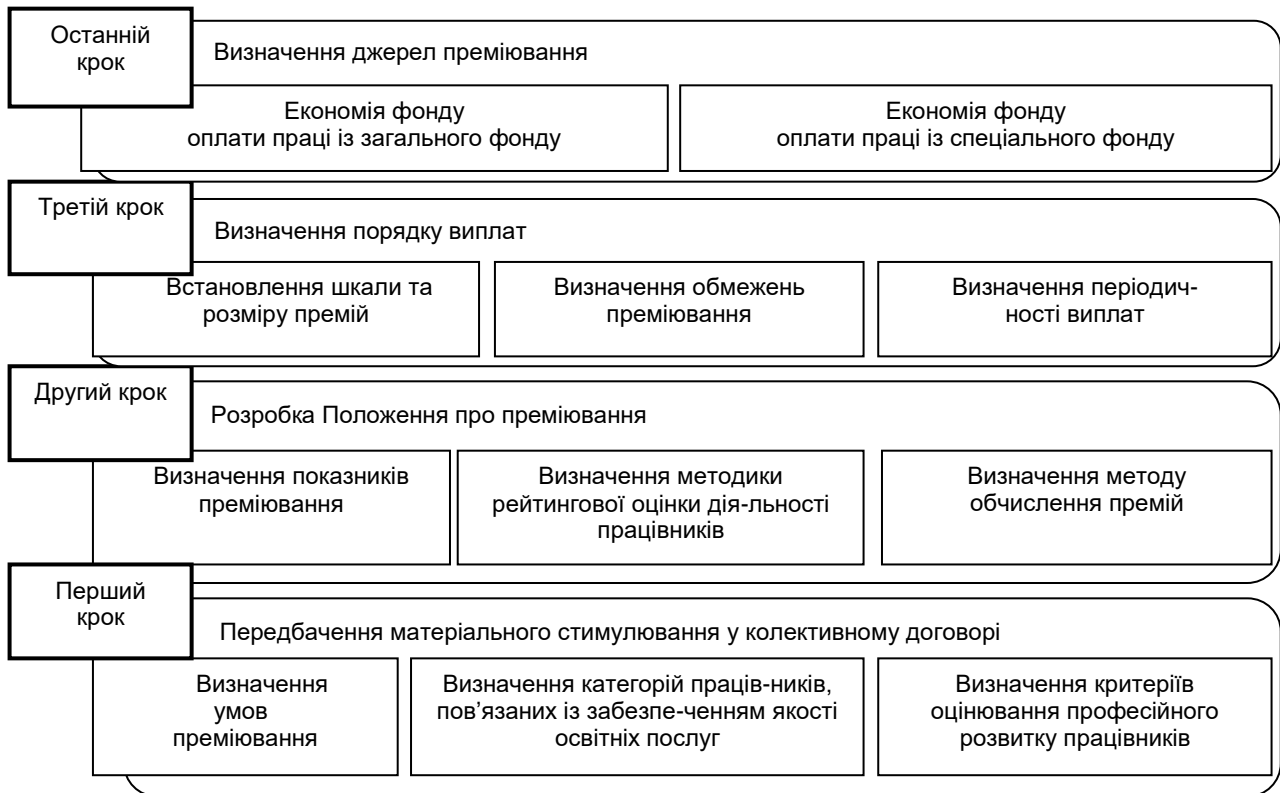 Останній
крок
Визначення джерел преміювання
Економія фонду
оплати праці із загального фонду
Економія фонду
оплати праці із спеціального фонду
Третій крок
Визначення порядку виплат
Встановлення шкали та
розміру премій
Визначення обмежень
преміювання
Визначення періодич-
ності виплат
Другий крок
Розробка Положення про преміювання
Визначення показників
преміювання
Визначення методики
рейтингової оцінки дія-льності
працівників
Визначення методу
обчислення премій
Перший
крок
Передбачення матеріального стимулювання у колективному договорі
Визначення
умов
преміювання
Визначення категорій праців-ників,
пов’язаних із забезпе-ченням якості
освітніх послуг
Визначення критеріїв
оцінювання професійного
розвитку працівників